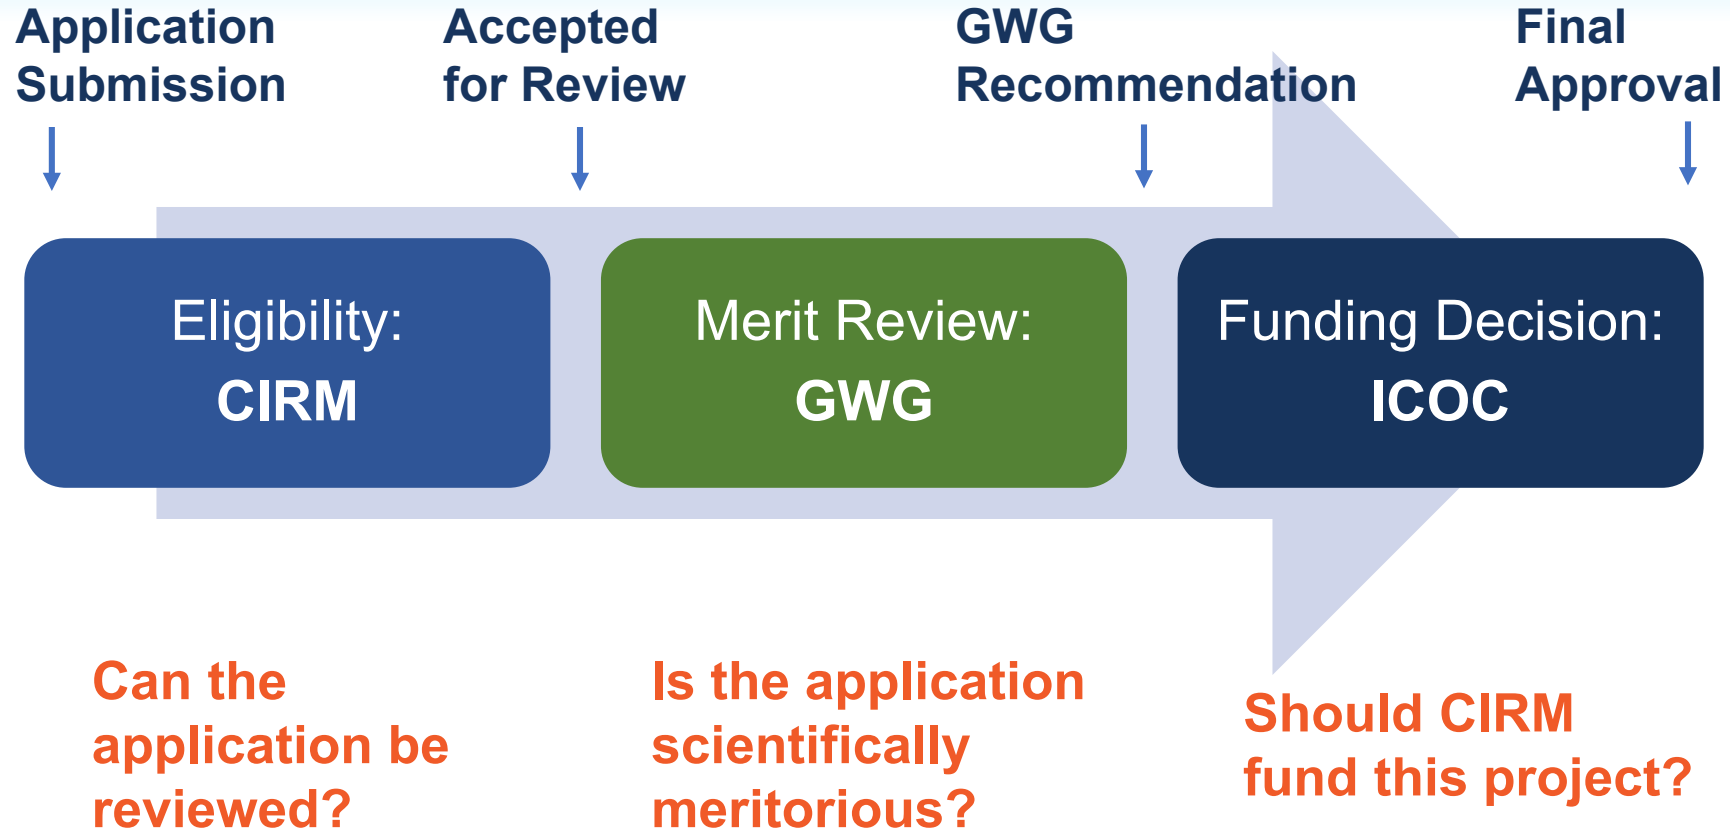 Application
Submission
Accepted
for Review
GWG
Recommendation
Final
Approval
Eligibility:
CIRM
Merit Review:
GWG
Funding Decision:
ICOC
Can the
application be
reviewed?
Is the application
scientifically
meritorious?
Should CIRM
fund this project?